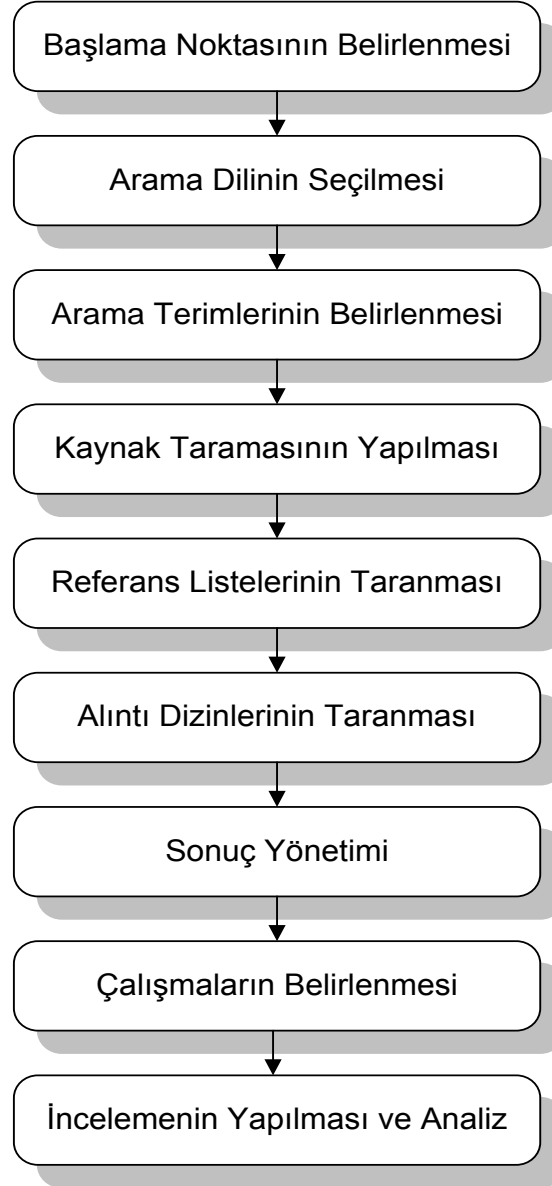 Başlama Noktasının Belirlenmesi
Arama Dilinin Seçilmesi
Arama Terimlerinin Belirlenmesi
Kaynak Taramasının Yapılması
Referans Listelerinin Taranması
Alıntı Dizinlerinin Taranması
Sonuç Yönetimi
Çalışmaların Belirlenmesi
İncelemenin Yapılması ve Analiz